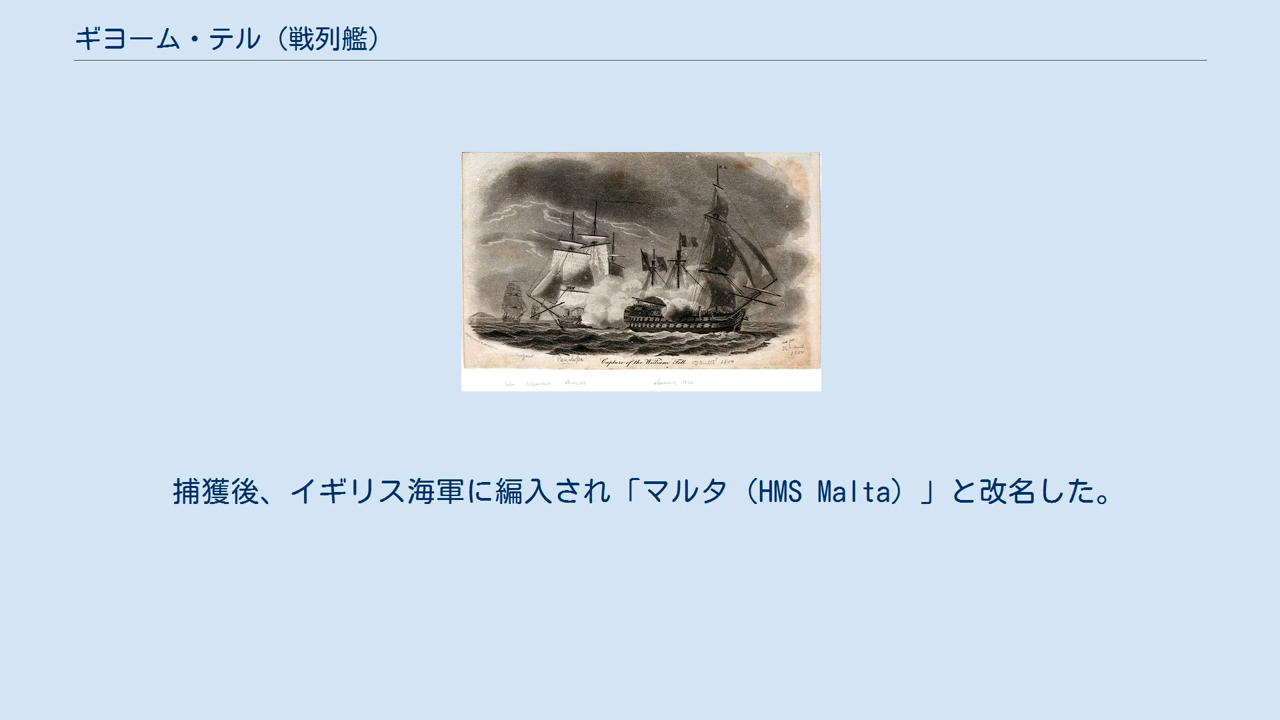 ギヨーム・テル（戦列艦）
Capture of the William Tell
捕獲後、イギリス海軍に編入され「マルタ（HMS Malta）」と改名した。